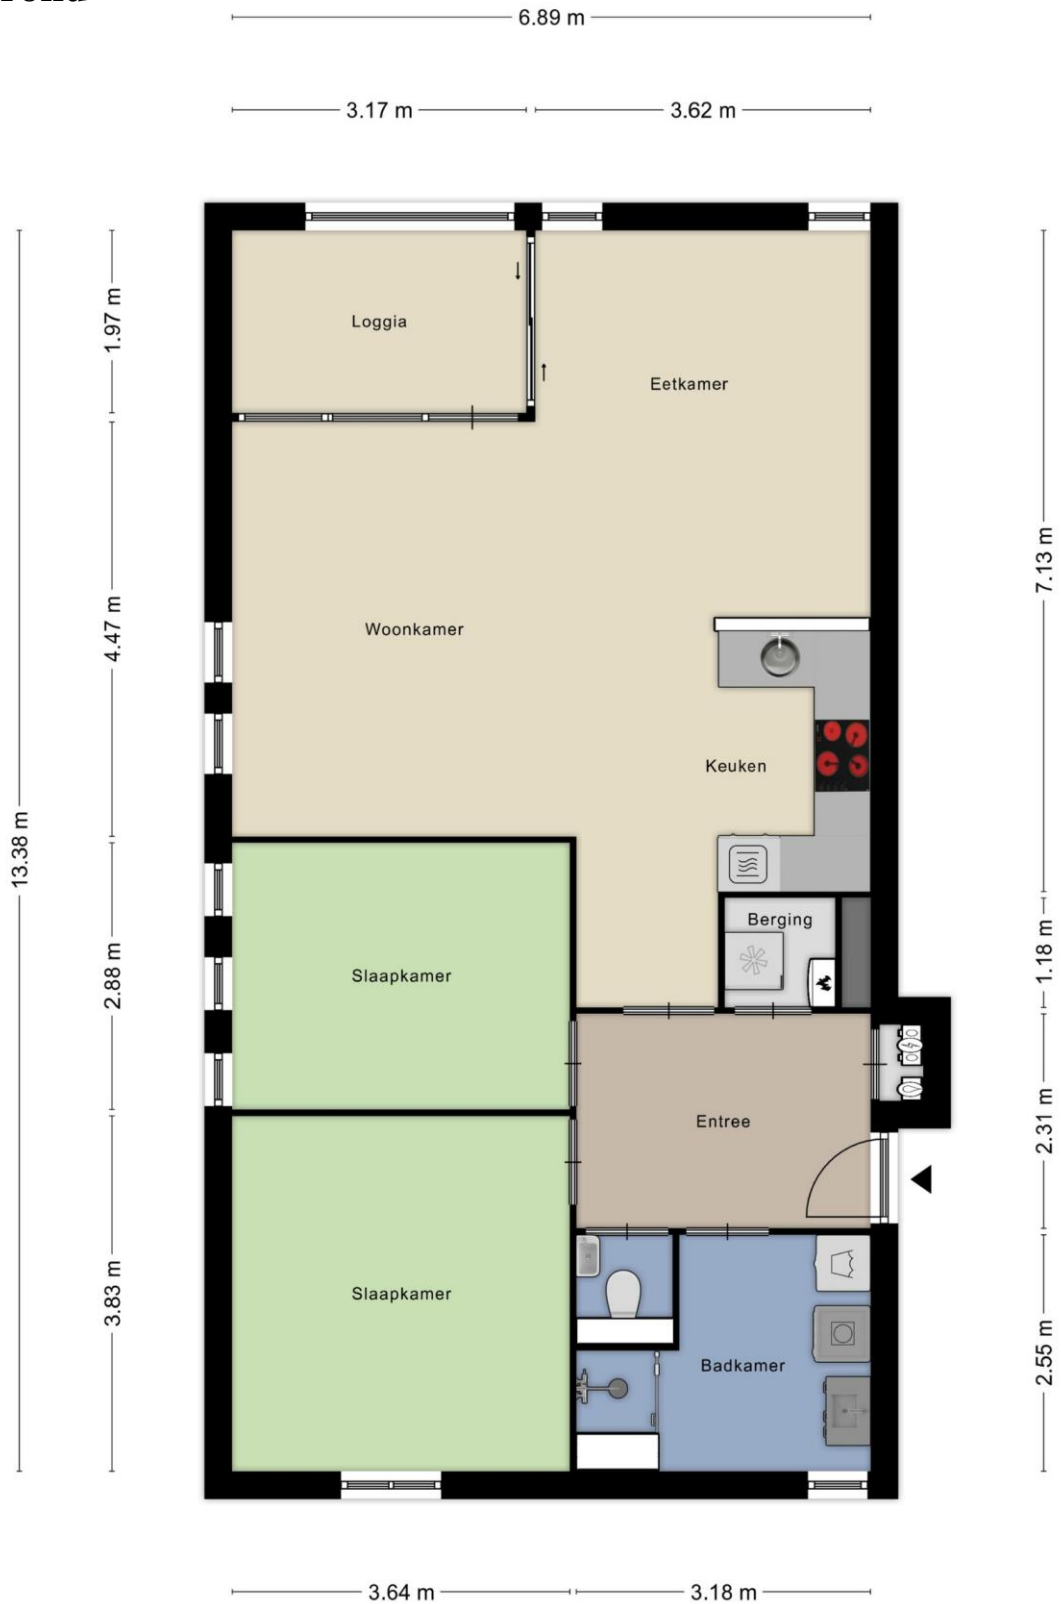 6.89 m
3.17 m
3.62 m
Loggia
1.97 m
Eetkamer
7.13 m
Woonkamer
4.47 m
Keuken
13.38 m
Berging
1.18 m
Slaapkamer
2.88 m
Entree
2.31 m
Slaapkamer
3.83 m
Badkamer
2.55 m
3.64 m
3.18 m